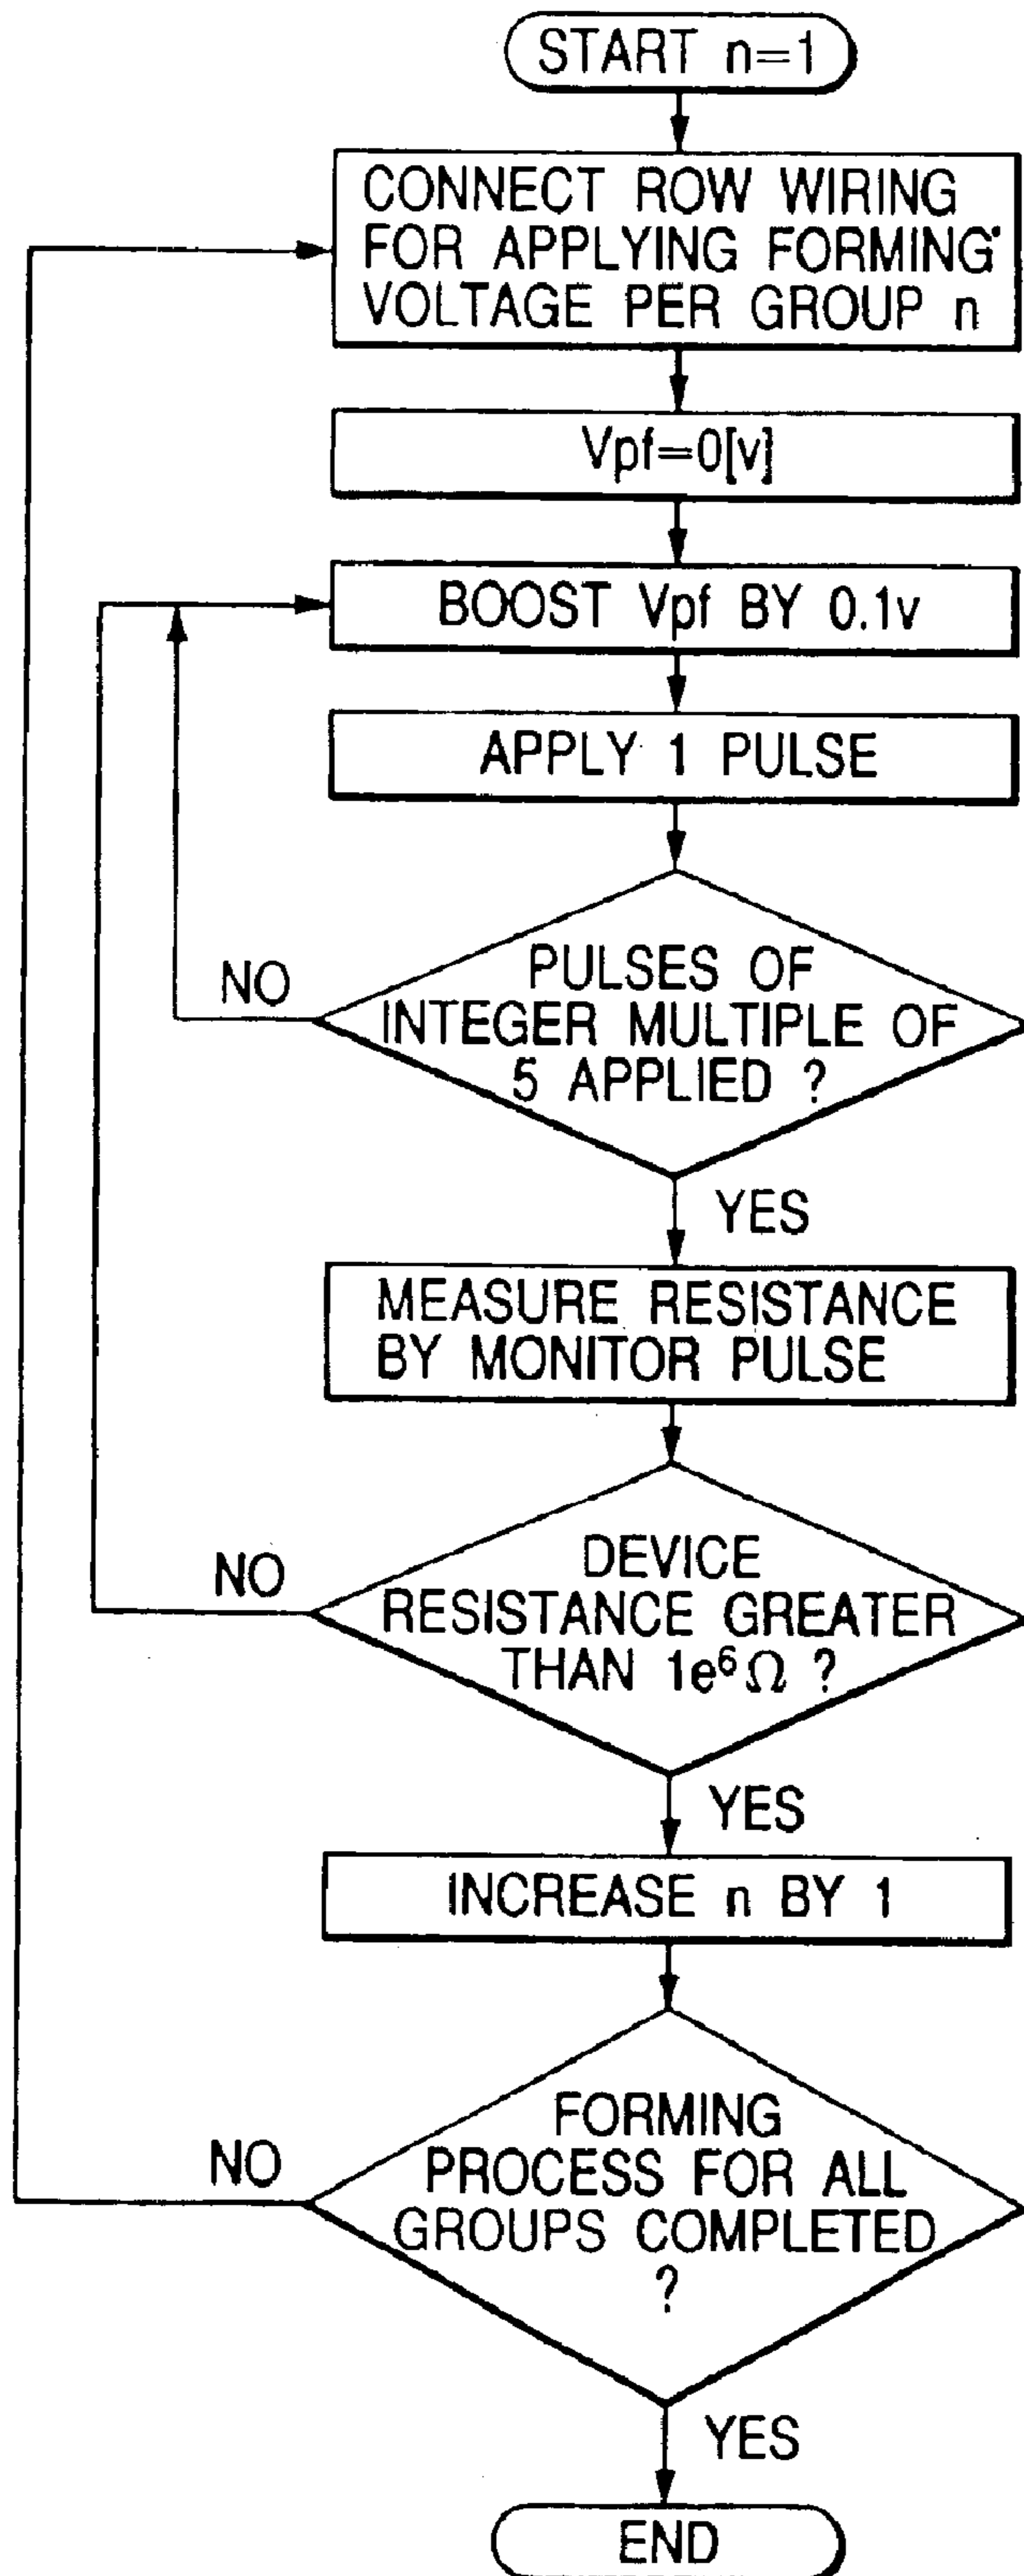 START n=1
CONNECT ROW WIRING
FOR APPLYING FORMING
VOLTAGE PER GROUP n
Vpf=0[v]
BOOST Vpf BY 0.1v
APPLY 1 PULSE
PULSES OF
INTEGER MULTIPLE OF
5 APPLIED ?
NO
YES
MEASURE RESISTANCE
BY MONITOR PULSE
DEVICE
RESISTANCE GREATER
THAN 1e⁶Ω ?
NO
YES
INCREASE n BY 1
FORMING
PROCESS FOR ALL
GROUPS COMPLETED
?
NO
YES
END